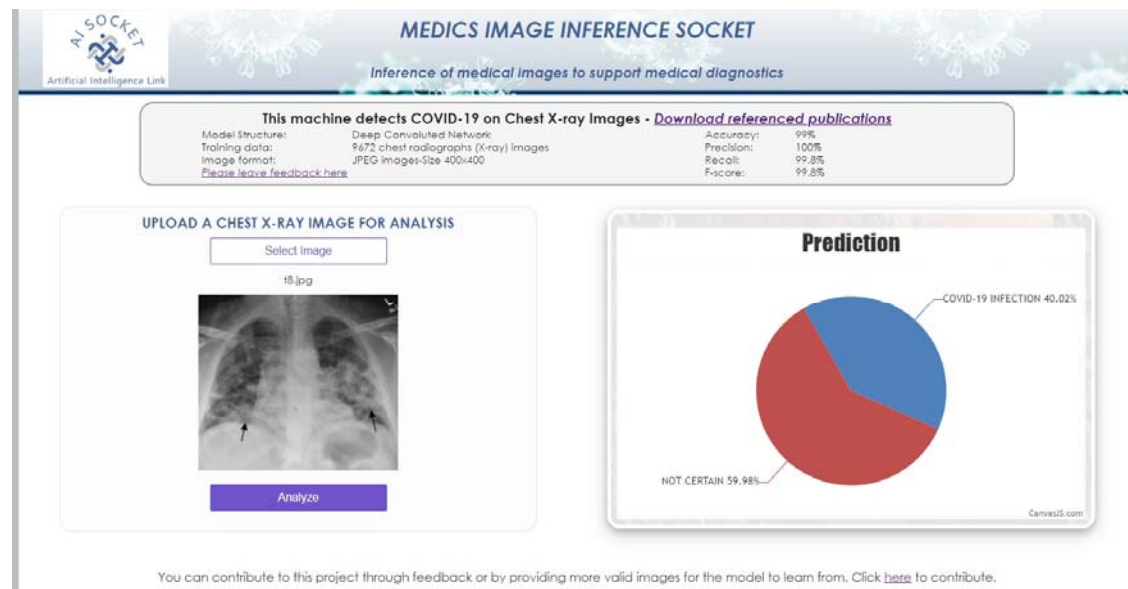 AI SOCKET
Artificial Intelligence Link
MEDICS IMAGE INFERENCE SOCKET
Inference of medical images to support medical diagnostics
This machine detects COVID-19 on Chest X-ray Images - Download referenced publications
Model Structure: Deep Convoluted Network Accuracy: 99%
Training data: 9672 chest radiographs (X-ray) images Precision: 100%
Image format: JPEG images-Size 400x400 Recall: 99.8%
Please leave feedback here F-score: 99.8%
UPLOAD A CHEST X-RAY IMAGE FOR ANALYSIS
Select Image
t8.jpg
Analyze
Prediction
COVID-19 INFECTION 40.02%
NOT CERTAIN 59.98%
CanvasJS.com
You can contribute to this project through feedback or by providing more valid images for the model to learn from. Click here to contribute.